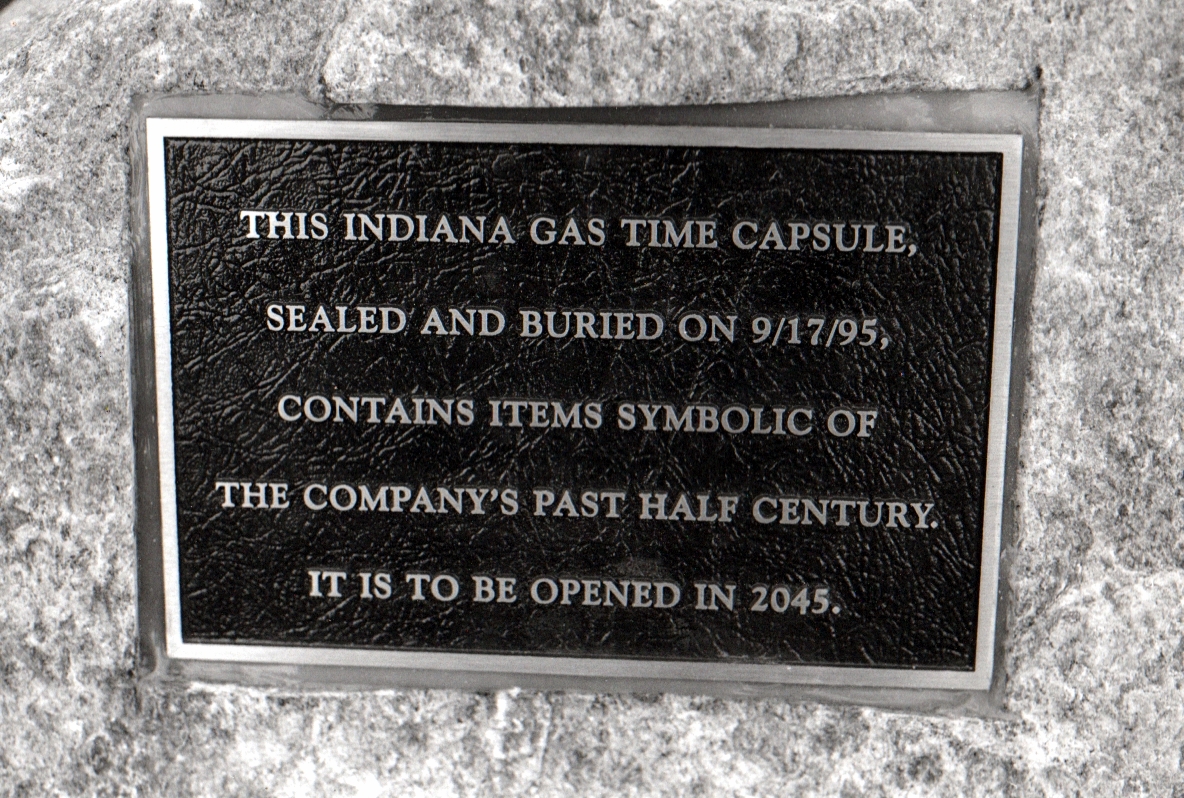 THIS INDIANA GAS TIME CAPSULE,
SEALED AND BURIED ON 9/17/95,
CONTAINS ITEMS SYMBOLIC OF
THE COMPANY'S PAST HALF CENTURY.
IT IS TO BE OPENED IN 2045.